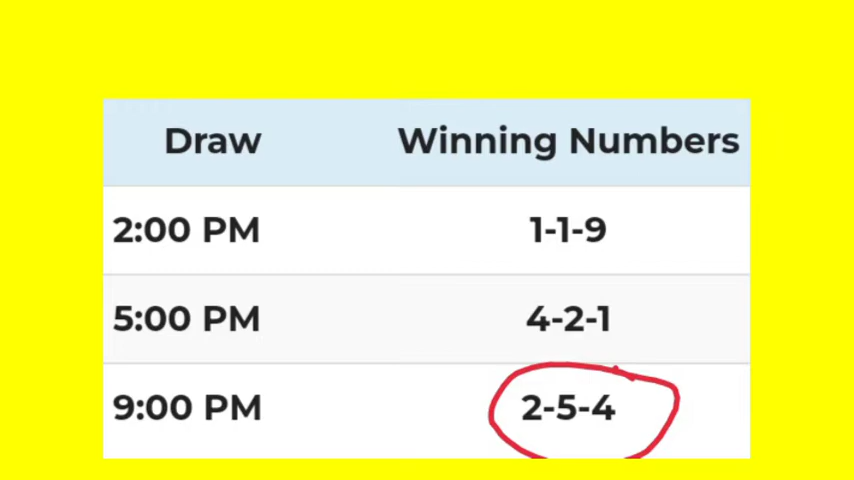 Draw Winning Numbers
2:00 PM 1-1-9
5:00 PM 4-2-1
9:00 PM 2-5-4